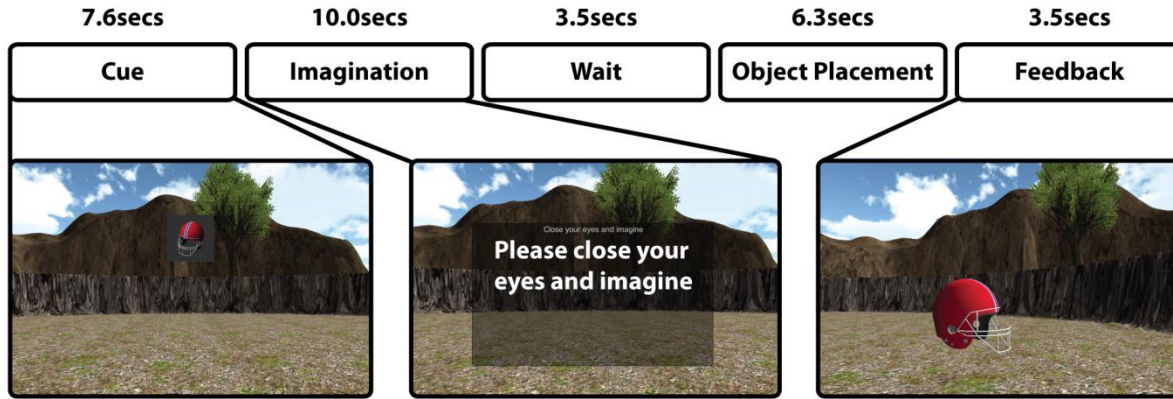 7.6secs 10.0secs 3.5secs 6.3secs 3.5secs
Cue Imagination Wait Object Placement Feedback
Close your eyes and imagine
Please close your
eyes and imagine